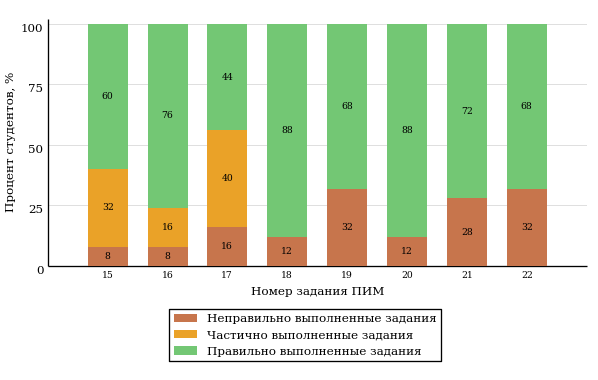 100
75
50
25
0
Процент студентов, %
60 76 44 88 68 88 72 68
32 16 40
8 8 16 12 32 12 28 32
15 16 17 18 19 20 21 22
Номер задания ПИМ
Неправильно выполненные задания
Частично выполненные задания
Правильно выполненные задания